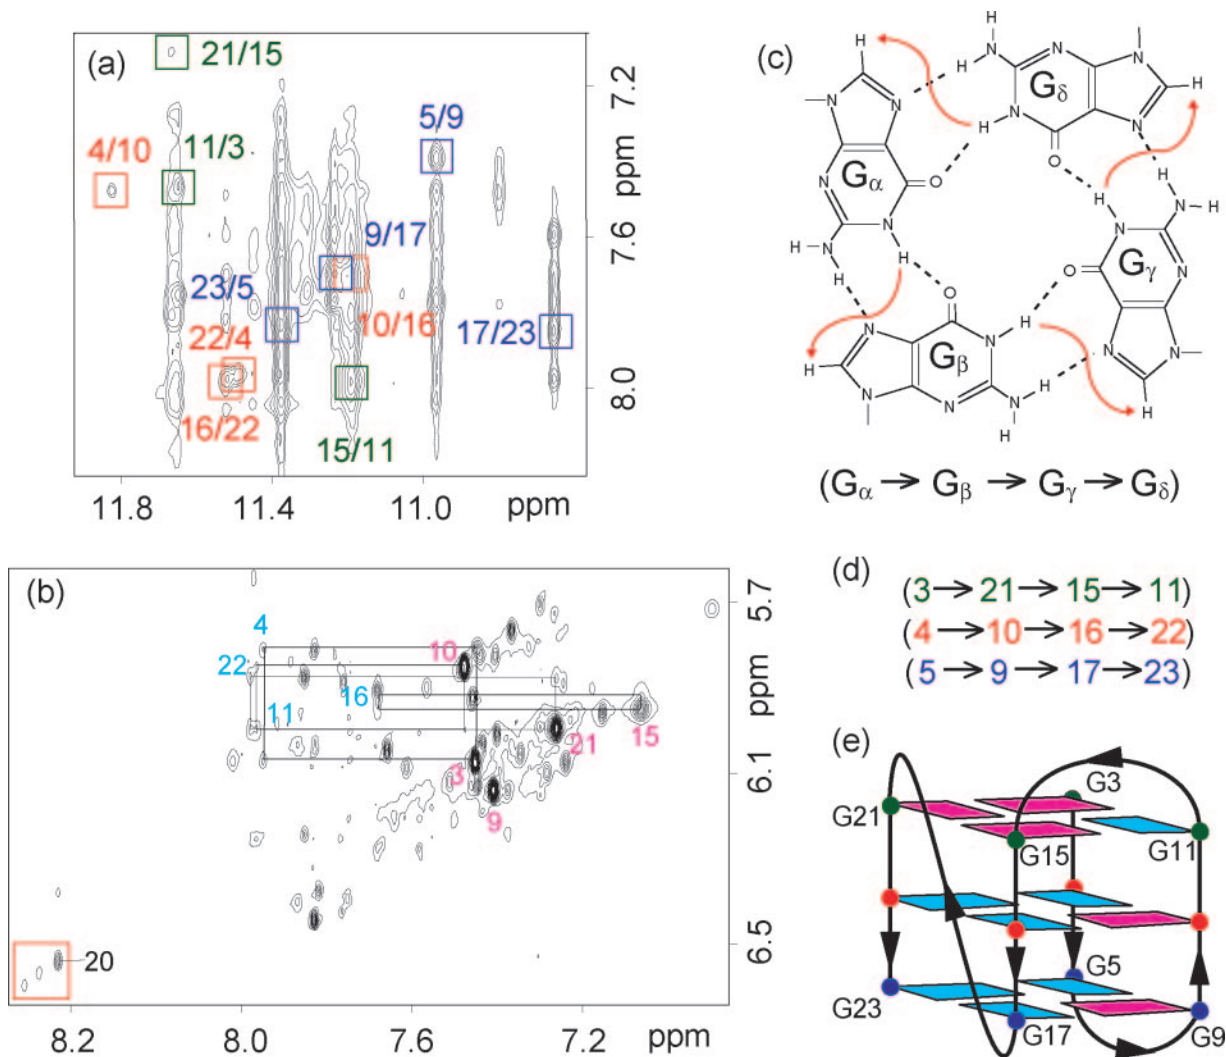 (a)
21/15
4/10
11/3
5/9
9/17
23/5
10/16
22/4
17/23
16/22
15/11
7.2
ppm
7.6
8.0
11.8
11.4
11.0
ppm
(b)
4
10
22
16
11
21
15
3
9
20
5.7
ppm
6.1
6.5
8.2
8.0
7.6
7.2
ppm
(c)
H
H
N
N
N
H
N
Gδ
H
N
N
H
N
H
O
N
O
N
Gα
N
N
H
N
H
H
H
N
H
N
H
N
H
O
Gγ
N
N
N
H
O
N
H
N
Gβ
N
H
N
N
H
N
H
H
(Gα → Gβ → Gγ → Gδ)
(d)
(3→21→15→11)
(4→10→16→22)
(5→9→17→23)
(e)
G3
G21
G15
G11
G5
G23
G17
G9